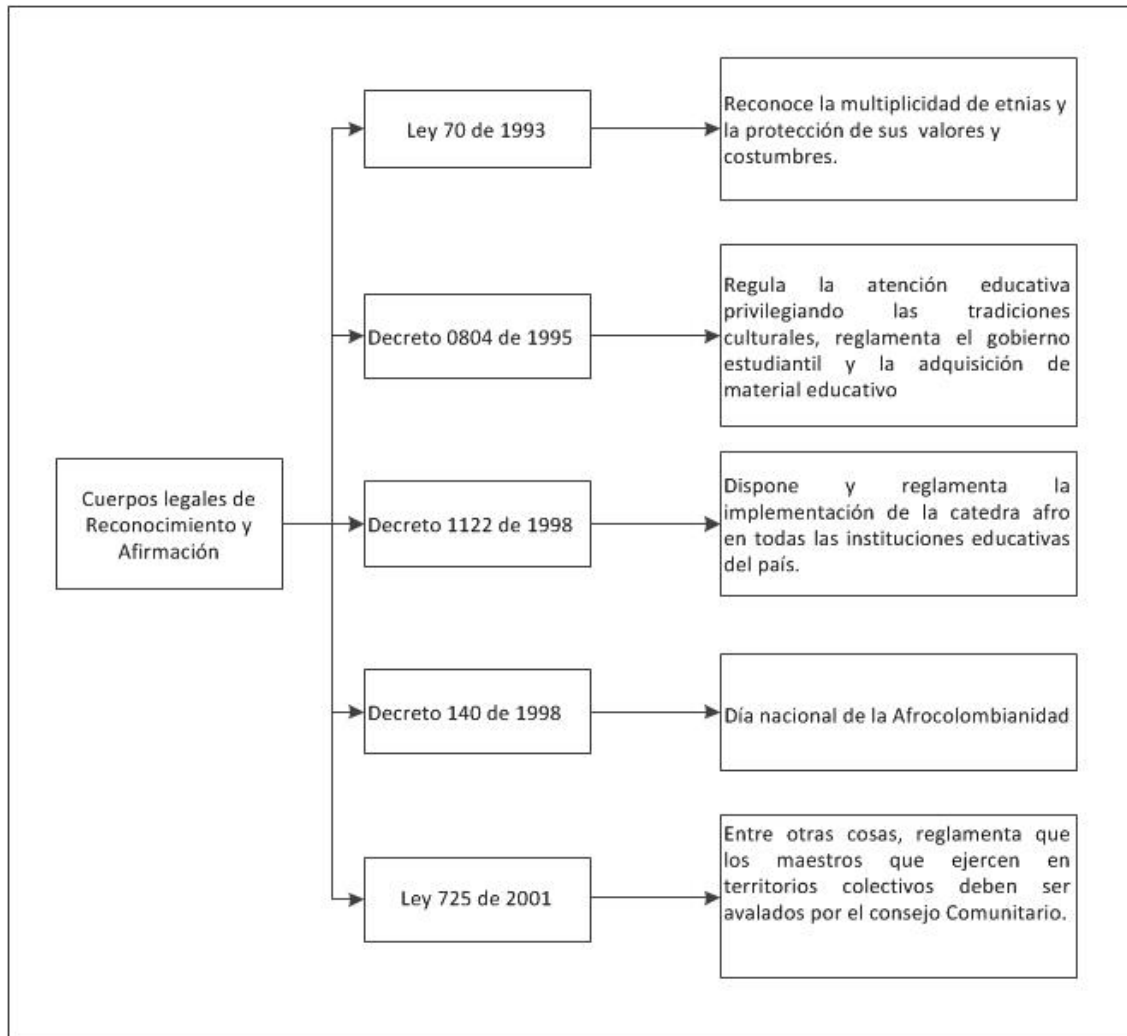 Cuerpos legales de
Reconocimiento y
Afirmación
Ley 70 de 1993
Reconoce la multiplicidad de etnias y
la protección de sus valores y
costumbres.
Decreto 0804 de 1995
Regula la atención educativa
privilegiando las tradiciones
culturales, reglamenta el gobierno
estudiantil y la adquisición de
material educativo
Decreto 1122 de 1998
Dispone y reglamenta la
implementación de la catedra afro
en todas las instituciones educativas
del país.
Decreto 140 de 1998
Día nacional de la Afrocolombianidad
Ley 725 de 2001
Entre otras cosas, reglamenta que
los maestros que ejercen en
territorios colectivos deben ser
avalados por el consejo Comunitario.